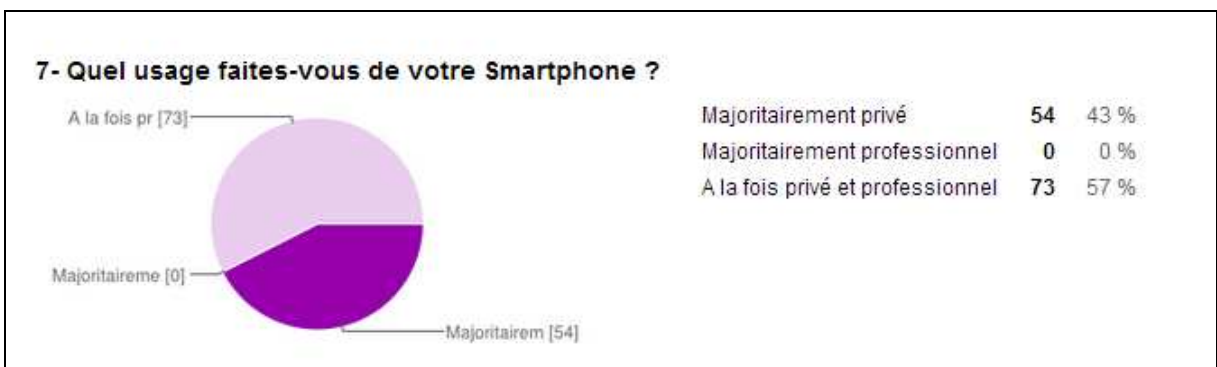 7- Quel usage faites-vous de votre Smartphone ?
A la fois pr [73]
Majoritaireme [0]
Majoritairem [54]
Majoritairement privé 54 43 %
Majoritairement professionnel 0 0 %
A la fois privé et professionnel 73 57 %